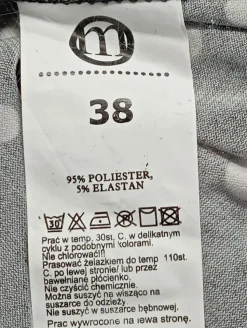 m
38
95% POLIESTER,
5% ELASTAN
30
Prać w temp. 30st. C. w delikatnym
cyklu z podobnymi kolorami.
Nie chlorować!!
Prasować żelazkiem do temp 110st.
C. po lewej stronie/ lub przez
bawełniane płócienko.
Nie czyścić chemicznie.
Można suszyć na wisząco na
suszarce do odzieży.
Nie suszyć w suszarce bębnowej.
Prać wywrócone na lewą stronę.